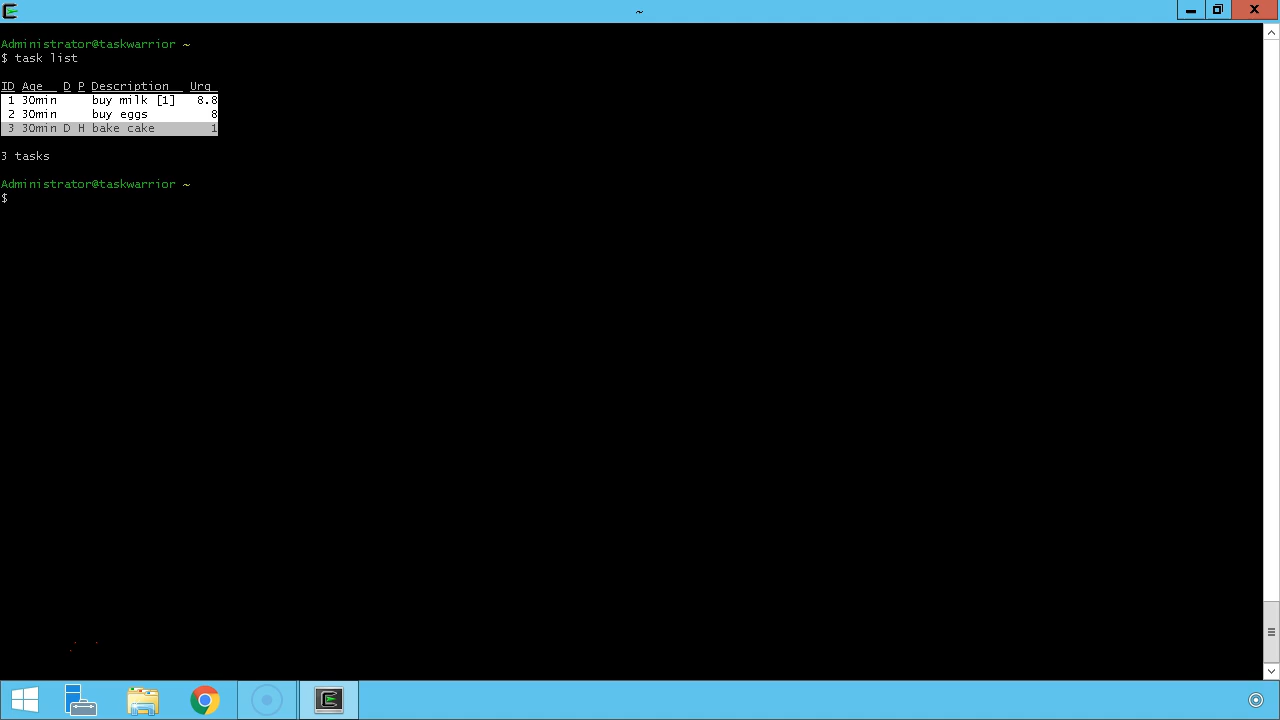 ~
Administrator@taskwarrior ~
$ task list
ID Age D P Description Urg
1 30min buy milk [1] 8.8
2 30min buy eggs 8
3 30min D H bake cake 1
3 tasks
Administrator@taskwarrior ~
$